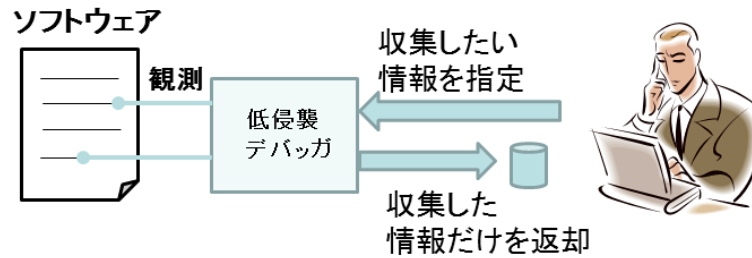 ソフトウェア
観測
低侵襲
デバッガ
収集したい
情報を指定
収集した
情報だけを返却